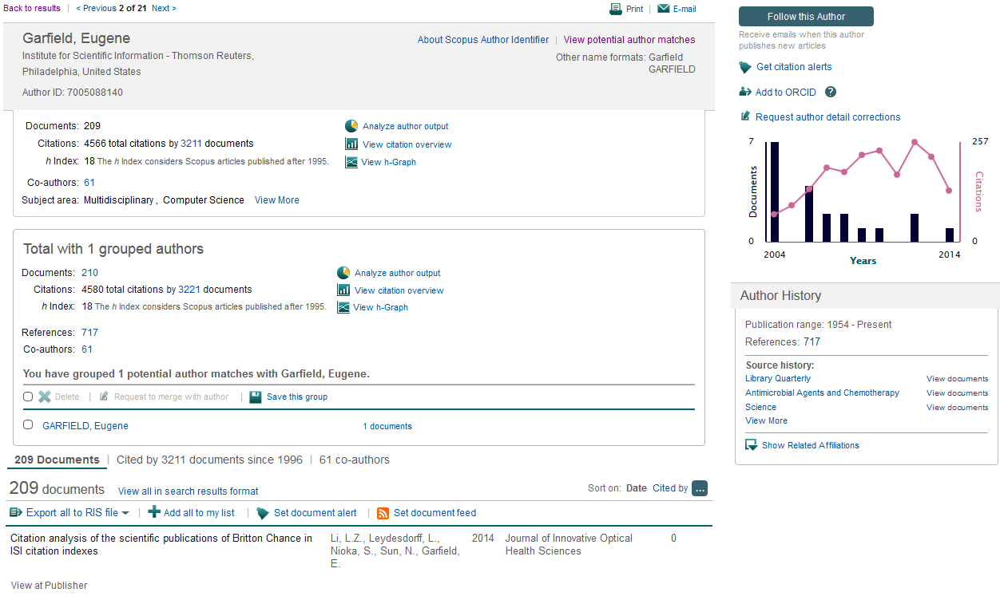 Back to results | < Previous 2 of 21 Next >
Print | E-mail
Garfield, Eugene
About Scopus Author Identifier | View potential author matches
Institute for Scientific Information - Thomson Reuters,
Philadelphia, United States
Other name formats: Garfield
GARFIELD
Author ID: 7005088140
Documents: 209
Analyze author output
Citations: 4566 total citations by 3211 documents
View citation overview
h Index: 18 The h Index considers Scopus articles published after 1995.
View h-Graph
Co-authors: 61
Subject area: Multidisciplinary , Computer Science View More
Total with 1 grouped authors
Documents: 210
Analyze author output
Citations: 4580 total citations by 3221 documents
View citation overview
h Index: 18 The h Index considers Scopus articles published after 1995.
View h-Graph
References: 717
Co-authors: 61
You have grouped 1 potential author matches with Garfield, Eugene.
Delete | Request to merge with author | Save this group
GARFIELD, Eugene
1 documents
209 Documents | Cited by 3211 documents since 1996 | 61 co-authors
209 documents View all in search results format
Sort on: Date Cited by ...
Export all to RIS file | Add all to my list | Set document alert | Set document feed
Citation analysis of the scientific publications of Britton Chance in
ISI citation indexes
Li, L.Z., Leydesdorff, L.,
Nioka, S., Sun, N., Garfield,
E.
2014
Journal of Innovative Optical
Health Sciences
0
View at Publisher
Follow this Author
Receive emails when this author
publishes new articles
Get citation alerts
Add to ORCID ?
Request author detail corrections
7
257
Documents
Citations
0
0
2004
2014
Years
Author History
Publication range: 1954 - Present
References: 717
Source history:
Library Quarterly View documents
Antimicrobial Agents and Chemotherapy View documents
Science View documents
View More
Show Related Affiliations